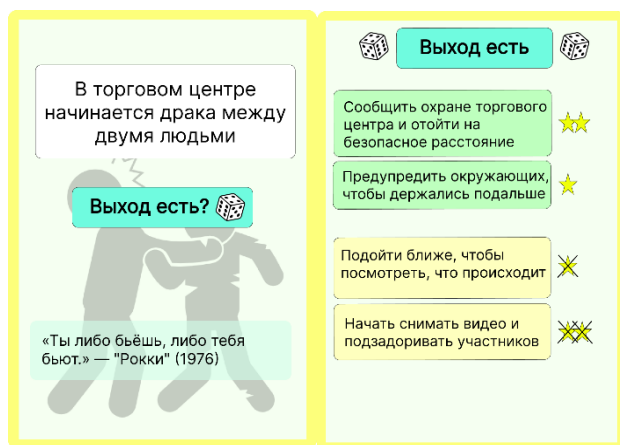 В торговом центре
начинается драка между
двумя людьми
Выход есть?
«Ты либо бьёшь, либо тебя
бьют.» — "Рокки" (1976)
Выход есть
Сообщить охране торгового
центра и отойти на
безопасное расстояние
Предупредить окружающих,
чтобы держались подальше
Подойти ближе, чтобы
посмотреть, что происходит
Начать снимать видео и
подзадоривать участников